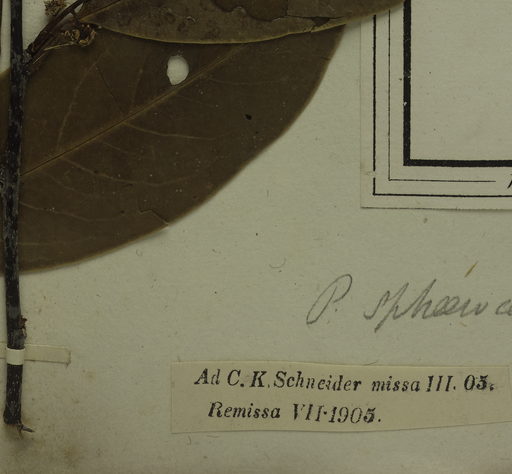 P.
Ad C. K. Schneider missa III. 05.
Remissa VII·1905.